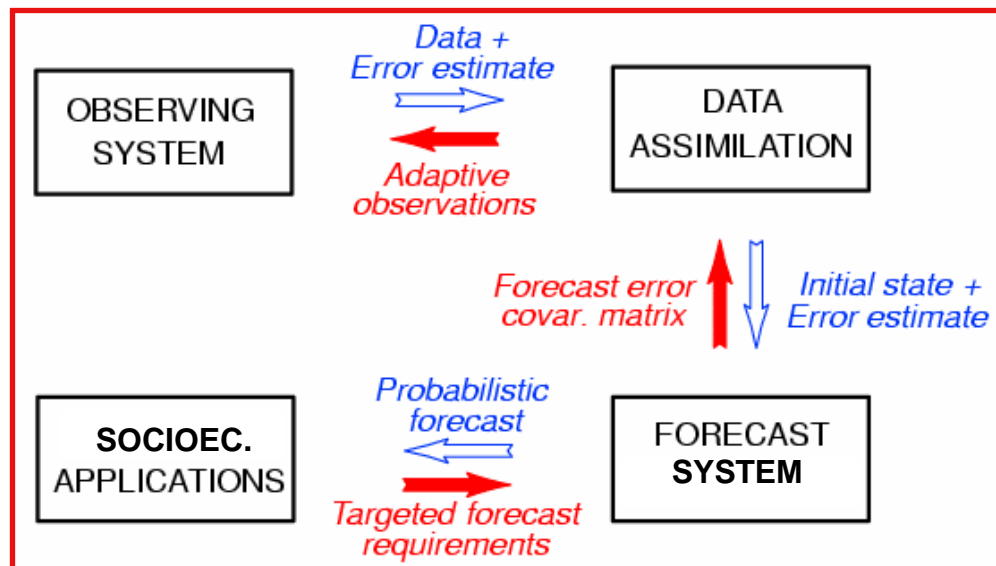 Data +
Error estimate
OBSERVING
SYSTEM
DATA
ASSIMILATION
Adaptive
observations
Forecast error
covar. matrix
Initial state +
Error estimate
Probabilistic
forecast
SOCIOEC.
APPLICATIONS
FORECAST
SYSTEM
Targeted forecast
requirements